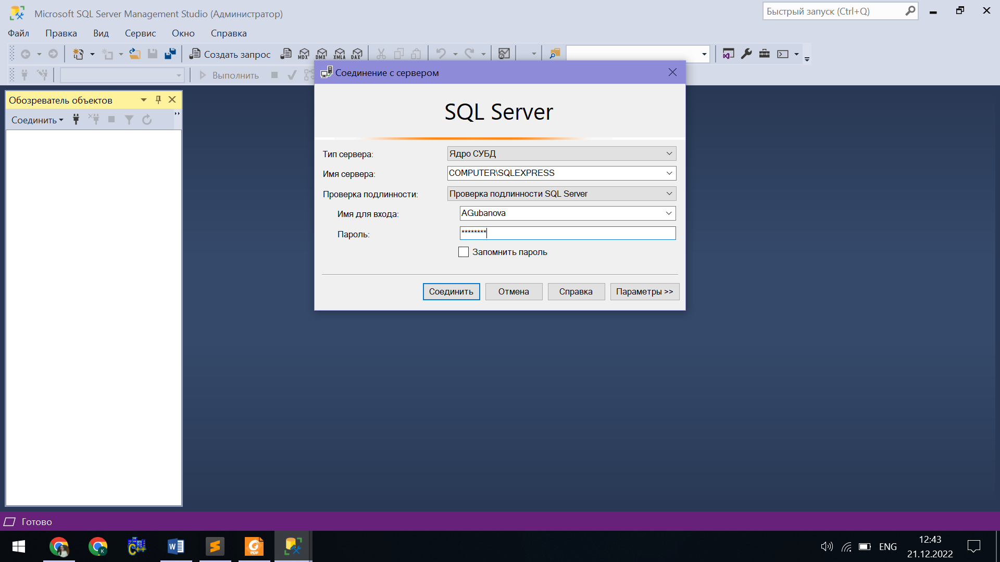 Microsoft SQL Server Management Studio (Администратор)
Быстрый запуск (Ctrl+Q)
Файл Правка Вид Сервис Окно Справка
Создать запрос MDX DMX XMLA DAX
Выполнить
Соединение с сервером
Обозреватель объектов
Соединить
SQL Server
Тип сервера: Ядро СУБД
Имя сервера: COMPUTER\SQLEXPRESS
Проверка подлинности: Проверка подлинности SQL Server
Имя для входа: AGubanova
Пароль: ********
Запомнить пароль
Соединить Отмена Справка Параметры >>
Готово
C++ W K PDF ENG 12:43
21.12.2022